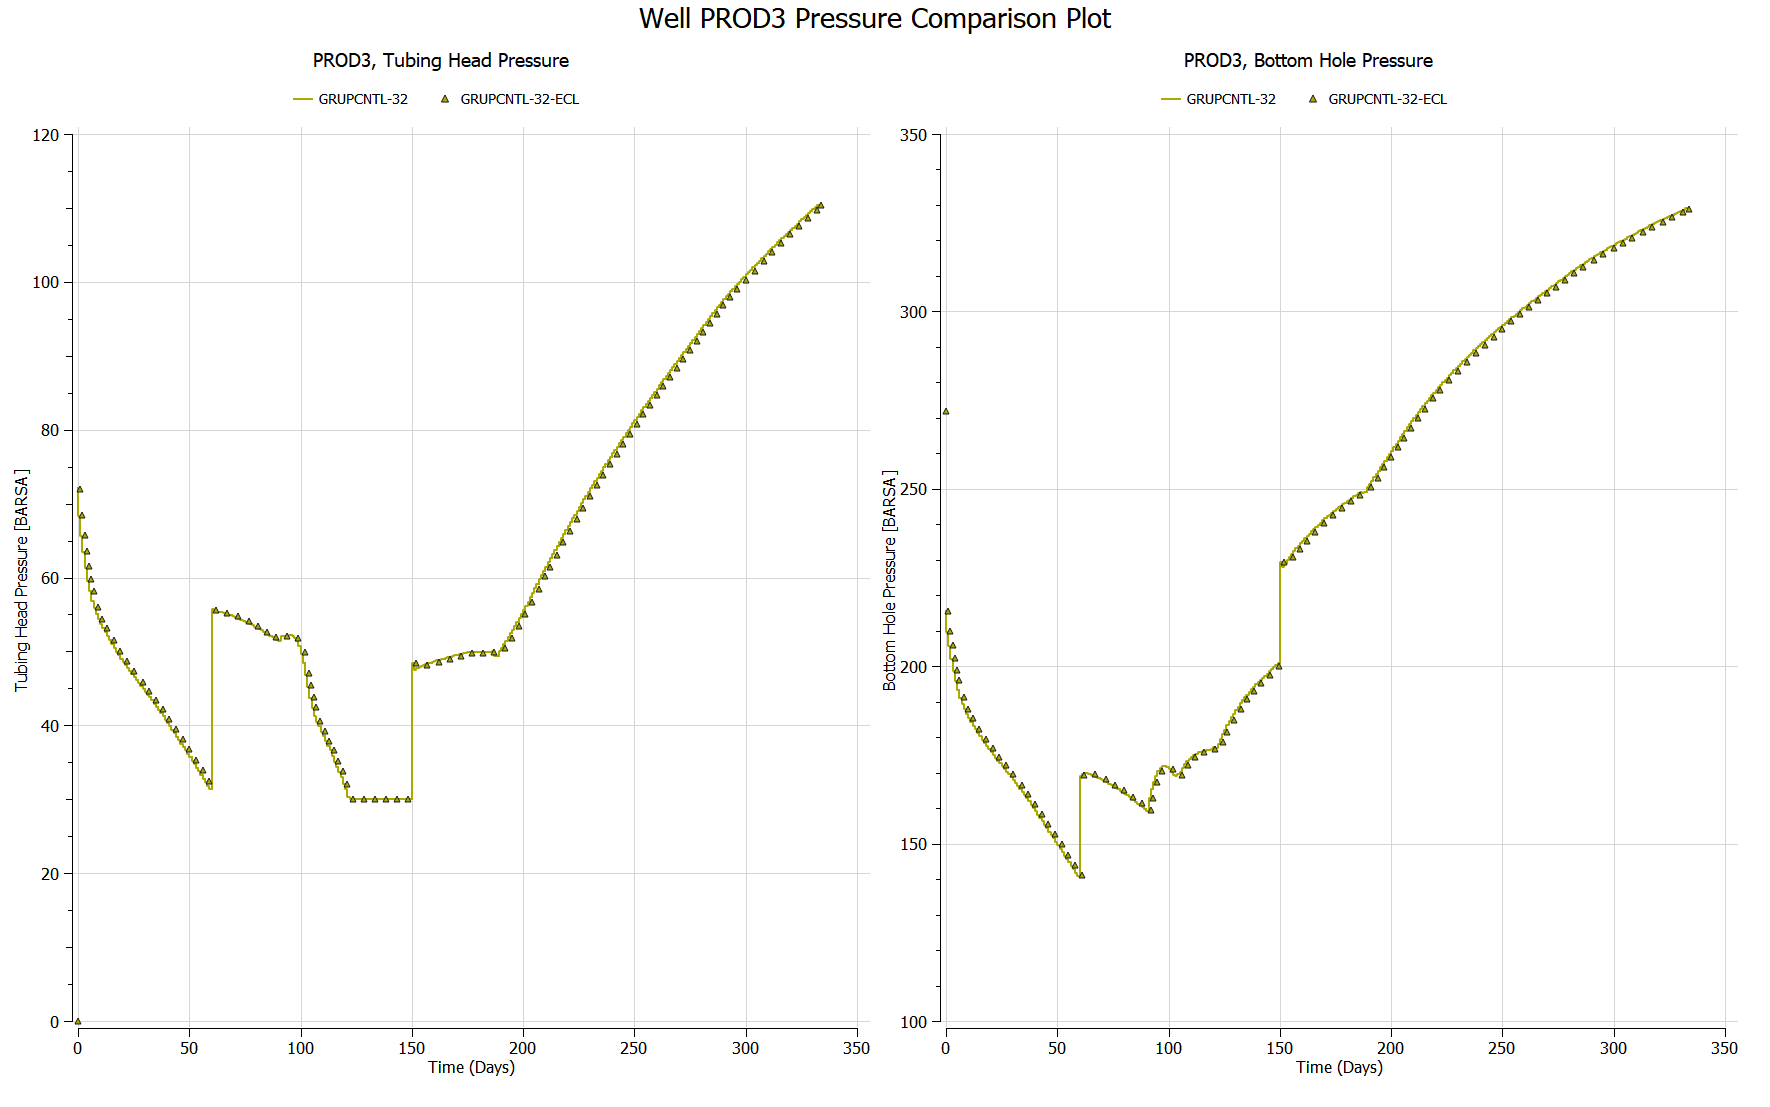 Well PROD3 Pressure Comparison Plot
PROD3, Tubing Head Pressure
GRUPCNTL-32
GRUPCNTL-32-ECL
120
100
80
60
40
20
0
Tubing Head Pressure [BARSA]
0 50 100 150 200 250 300 350
Time (Days)
PROD3, Bottom Hole Pressure
GRUPCNTL-32
GRUPCNTL-32-ECL
350
300
250
200
150
100
Bottom Hole Pressure [BARSA]
0 50 100 150 200 250 300 350
Time (Days)